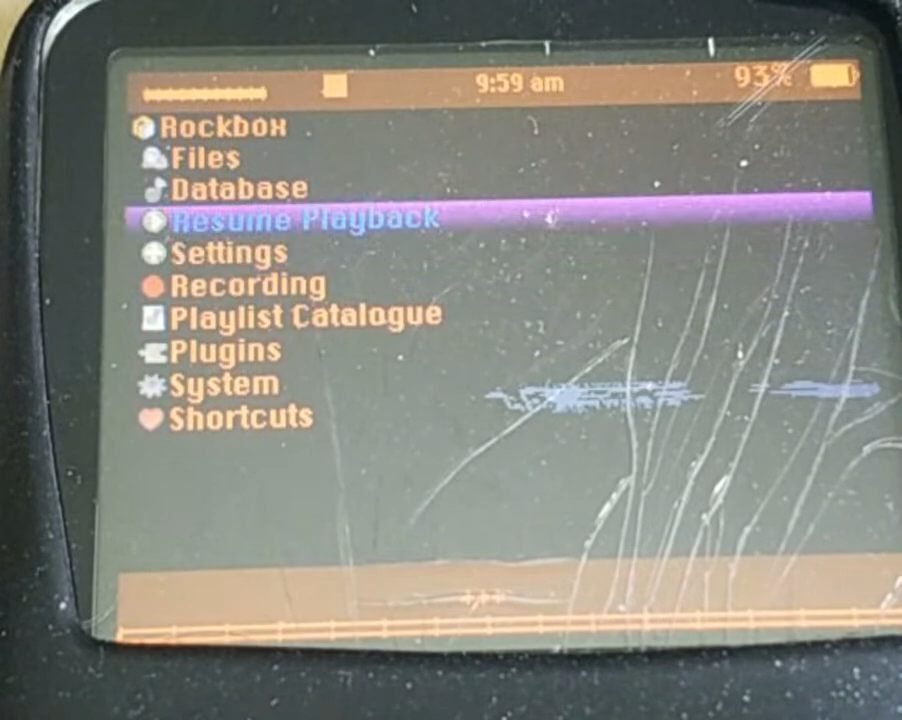 9:59 am 93%
Rockbox
Files
Database
Resume Playback
Settings
Recording
Playlist Catalogue
Plugins
System
Shortcuts